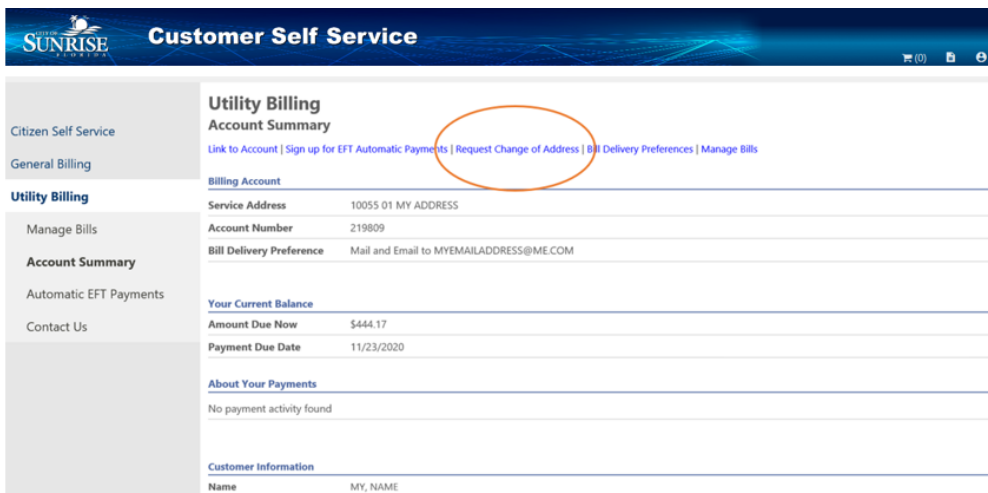 CITY OF
SUNRISE
FLORIDA
Customer Self Service
(0)
Citizen Self Service
General Billing
Utility Billing
Manage Bills
Account Summary
Automatic EFT Payments
Contact Us
Utility Billing
Account Summary
Link to Account | Sign up for EFT Automatic Payments | Request Change of Address | Bill Delivery Preferences | Manage Bills
Billing Account
Service Address 10055 01 MY ADDRESS
Account Number 219809
Bill Delivery Preference Mail and Email to MYEMAILADDRESS@ME.COM
Your Current Balance
Amount Due Now $444.17
Payment Due Date 11/23/2020
About Your Payments
No payment activity found
Customer Information
Name MY, NAME